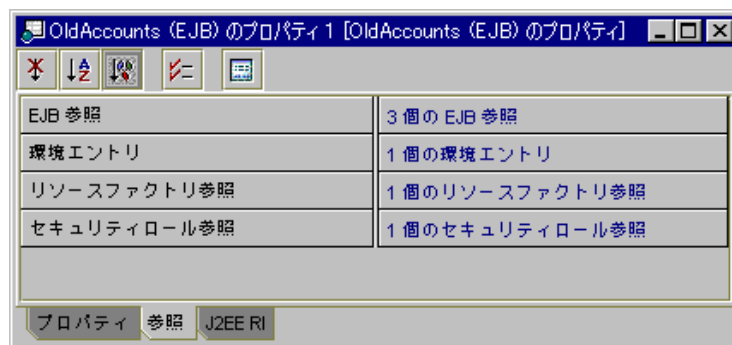 OldAccounts (EJB) のプロパティ 1 [OldAccounts (EJB) のプロパティ]
EJB 参照 3 個の EJB 参照
環境エントリ 1 個の環境エントリ
リソースファクトリ参照 1 個のリソースファクトリ参照
セキュリティロール参照 1 個のセキュリティロール参照
プロパティ 参照 J2EE RI